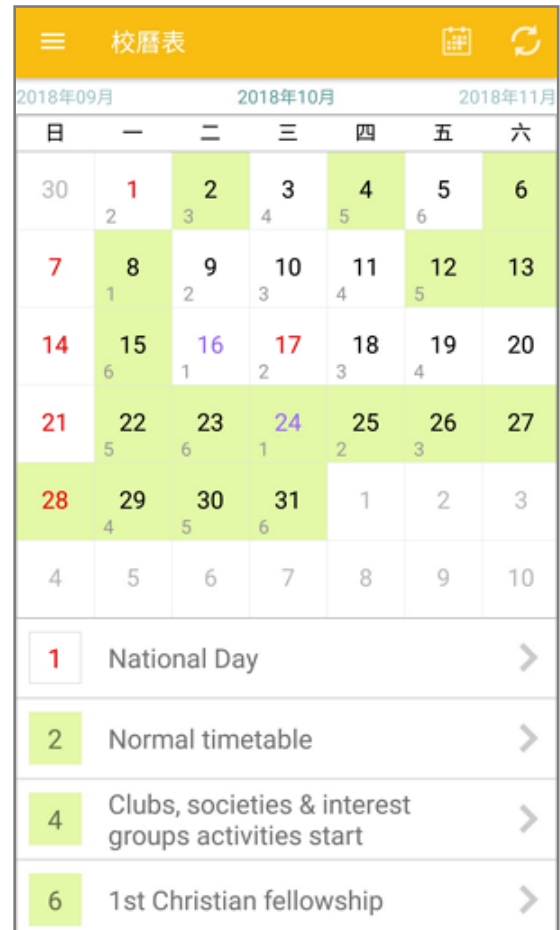 校曆表
2018年09月 2018年10月 2018年11月
日 一 二 三 四 五 六
30 1 2 3 4 5 6
2 3 4 5 6
7 8 9 10 11 12 13
1 2 3 4 5
14 15 16 17 18 19 20
6 1 2 3 4
21 22 23 24 25 26 27
5 6 1 2 3
28 29 30 31 1 2 3
4 5 6
4 5 6 7 8 9 10
1 National Day
2 Normal timetable
4 Clubs, societies & interest
groups activities start
6 1st Christian fellowship